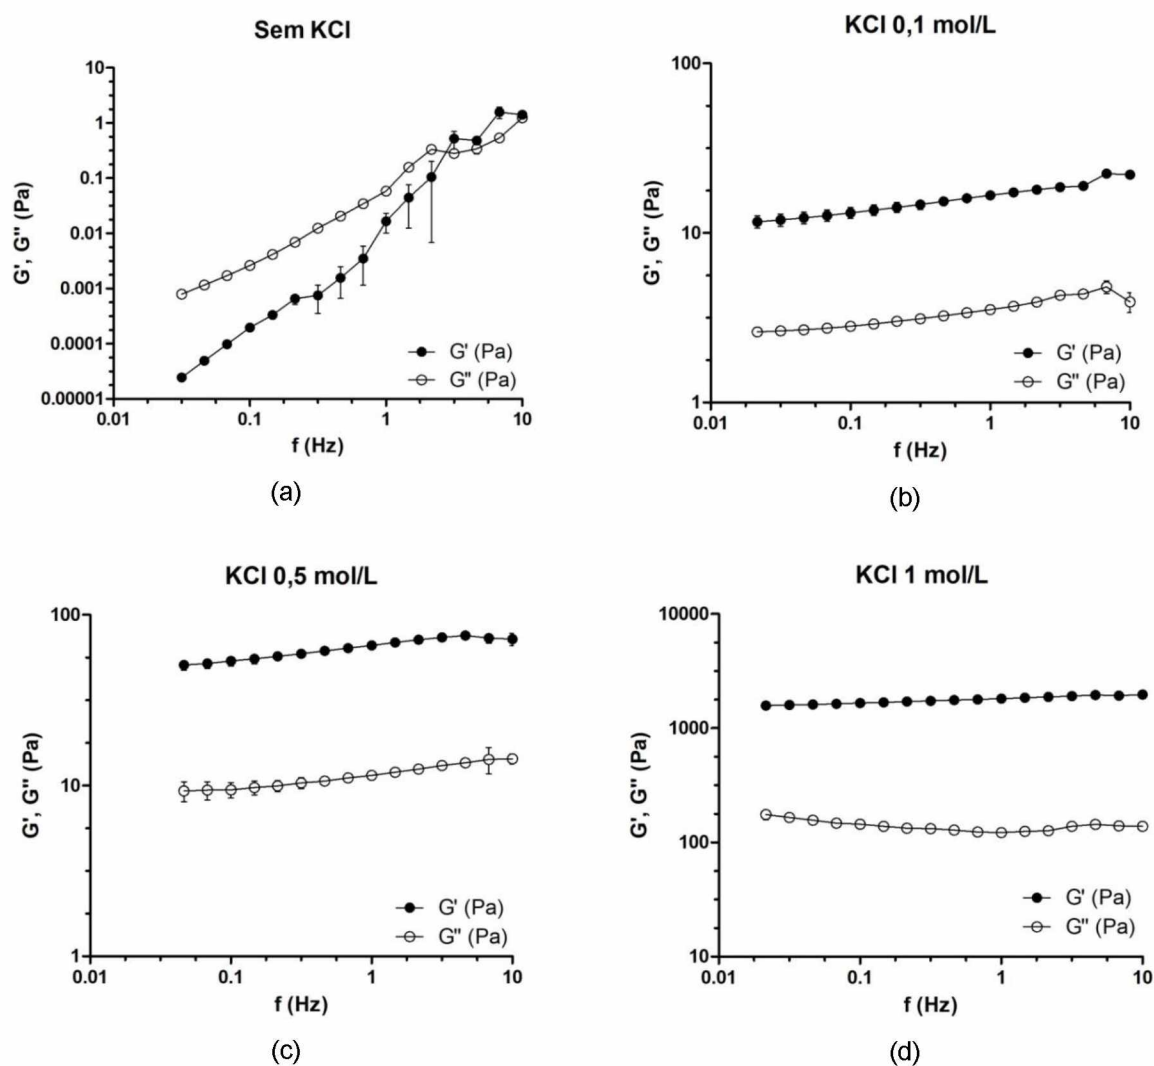 Sem KCl
10
1
0.1
0.01
0.001
0.0001
0.00001
G', G" (Pa)
G' (Pa)
G" (Pa)
0.01 0.1 1 10
f (Hz)
(a)
KCl 0,1 mol/L
100
10
1
G', G" (Pa)
G' (Pa)
G" (Pa)
0.01 0.1 1 10
f (Hz)
(b)
KCl 0,5 mol/L
100
10
1
G', G" (Pa)
G' (Pa)
G" (Pa)
0.01 0.1 1 10
f (Hz)
(c)
KCl 1 mol/L
10000
1000
100
10
G', G" (Pa)
G' (Pa)
G" (Pa)
0.01 0.1 1 10
f (Hz)
(d)